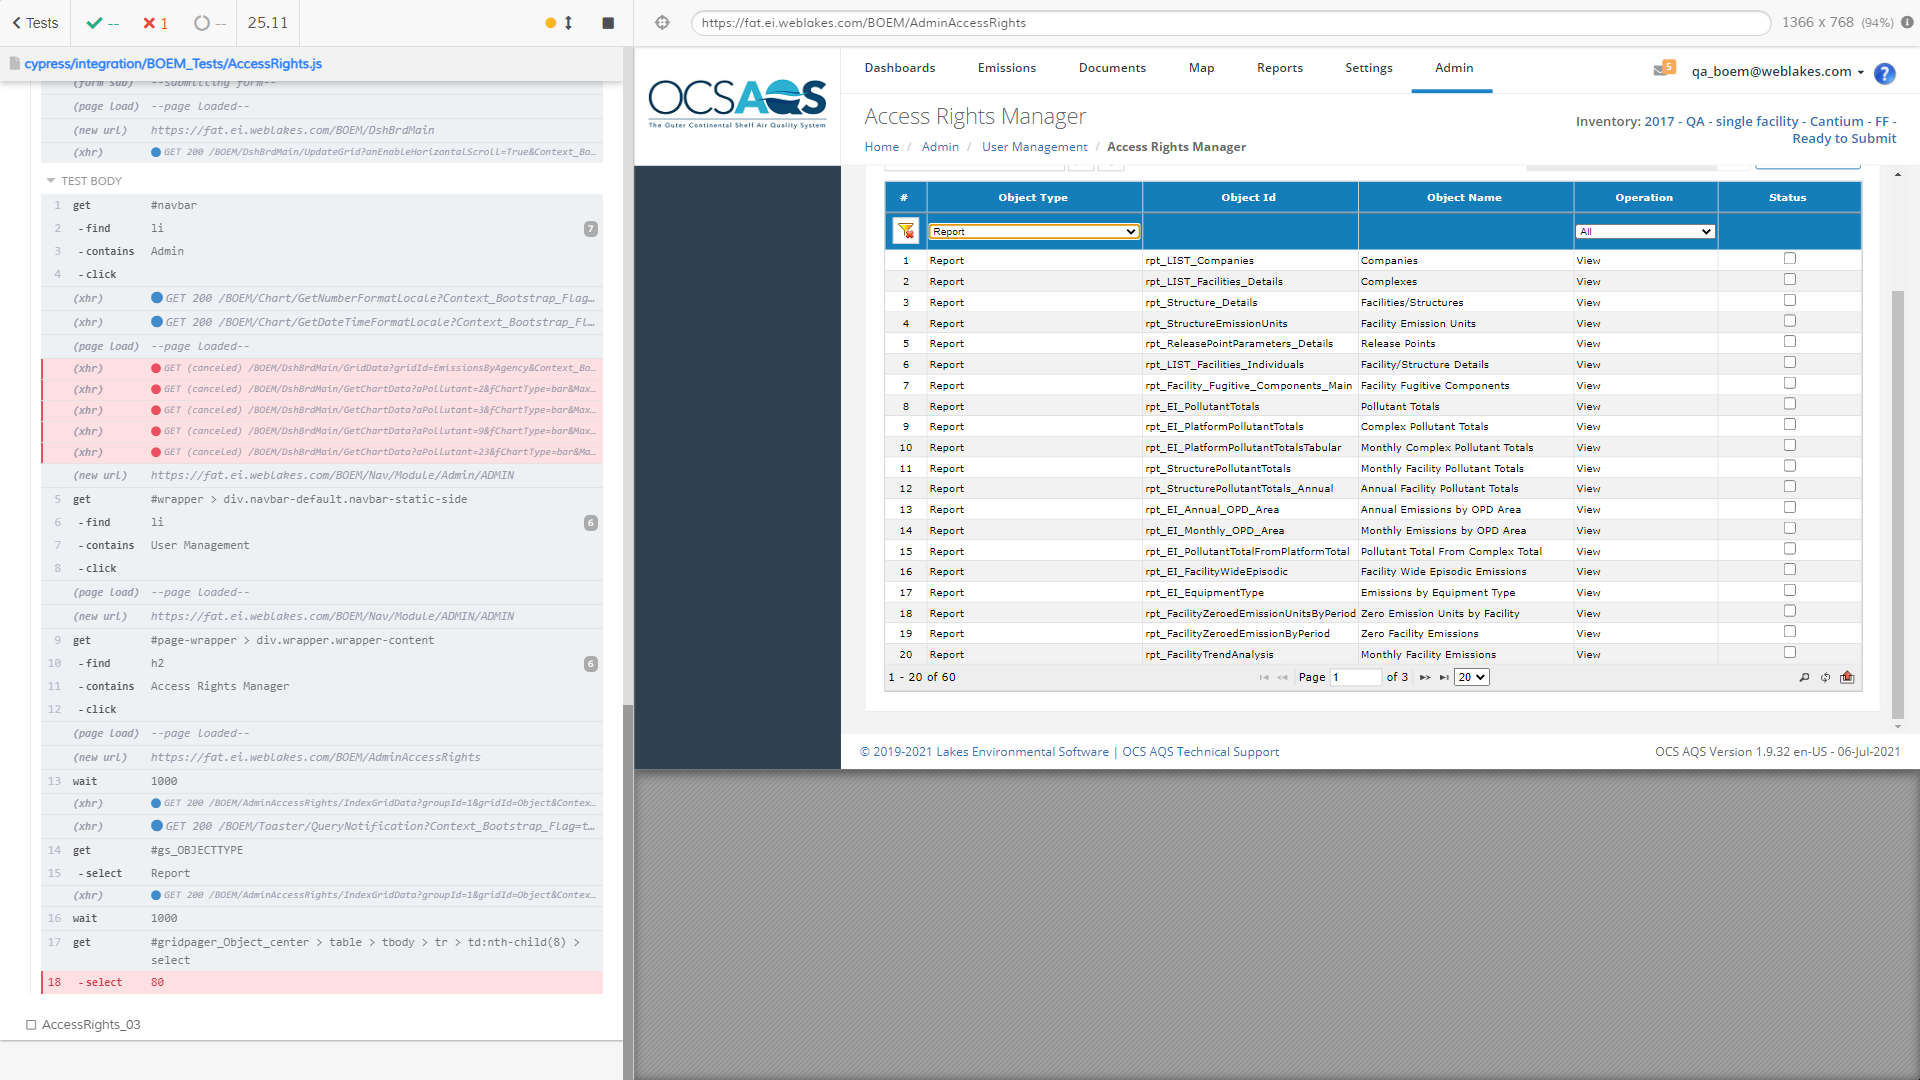 Tests
--
1
--
25.11
cypress/integration/BOEM_Tests/AccessRights.js
(form sub) --submitting form--
(page load) --page loaded--
(new url) https://fat.ei.weblakes.com/BOEM/DshBrdMain
(xhr) GET 200 /BOEM/DshBrdMain/UpdateGrid?anEnableHorizontalScroll=True&Context_Bo...
TEST BODY
1 get #navbar
2 -find li 7
3 -contains Admin
4 -click
(xhr) GET 200 /BOEM/Chart/GetNumberFormatLocale?Context_Bootstrap_Flag...
(xhr) GET 200 /BOEM/Chart/GetDateTimeFormatLocale?Context_Bootstrap_Fl...
(page load) --page loaded--
(xhr) GET (canceled) /BOEM/DshBrdMain/GridData?gridId=EmissionsByAgency&Context_Bo...
(xhr) GET (canceled) /BOEM/DshBrdMain/GetChartData?aPollutant=2&fChartType=bar&Max...
(xhr) GET (canceled) /BOEM/DshBrdMain/GetChartData?aPollutant=3&fChartType=bar&Max...
(xhr) GET (canceled) /BOEM/DshBrdMain/GetChartData?aPollutant=9&fChartType=bar&Max...
(xhr) GET (canceled) /BOEM/DshBrdMain/GetChartData?aPollutant=23&fChartType=bar&Ma...
(new url) https://fat.ei.weblakes.com/BOEM/Nav/Module/Admin/ADMIN
5 get #wrapper > div.navbar-default.navbar-static-side
6 -find li 6
7 -contains User Management
8 -click
(page load) --page loaded--
(new url) https://fat.ei.weblakes.com/BOEM/Nav/Module/ADMIN/ADMIN
9 get #page-wrapper > div.wrapper.wrapper-content
10 -find h2 6
11 -contains Access Rights Manager
12 -click
(page load) --page loaded--
(new url) https://fat.ei.weblakes.com/BOEM/AdminAccessRights
13 wait 1000
(xhr) GET 200 /BOEM/AdminAccessRights/IndexGridData?groupId=1&gridId=Object&Contex...
(xhr) GET 200 /BOEM/Toaster/QueryNotification?Context_Bootstrap_Flag=t...
14 get #gs_OBJECTTYPE
15 -select Report
(xhr) GET 200 /BOEM/AdminAccessRights/IndexGridData?groupId=1&gridId=Object&Contex...
16 wait 1000
17 get #gridpager_Object_center > table > tbody > tr > td:nth-child(8) >
select
18 -select 80
AccessRights_03
https://fat.ei.weblakes.com/BOEM/AdminAccessRights
1366 x 768 (94%)
OCSAQS
The Outer Continental Shelf Air Quality System
Dashboards Emissions Documents Map Reports Settings Admin
5 qa_boem@weblakes.com ?
Access Rights Manager
Home / Admin / User Management / Access Rights Manager
Inventory: 2017 - QA - single facility - Cantium - FF -
Ready to Submit
# Object Type Object Id Object Name Operation Status
Report All
1 Report rpt_LIST_Companies Companies View
2 Report rpt_LIST_Facilities_Details Complexes View
3 Report rpt_Structure_Details Facilities/Structures View
4 Report rpt_StructureEmissionUnits Facility Emission Units View
5 Report rpt_ReleasePointParameters_Details Release Points View
6 Report rpt_LIST_Facilities_Individuals Facility/Structure Details View
7 Report rpt_Facility_Fugitive_Components_Main Facility Fugitive Components View
8 Report rpt_EI_PollutantTotals Pollutant Totals View
9 Report rpt_EI_PlatformPollutantTotals Complex Pollutant Totals View
10 Report rpt_EI_PlatformPollutantTotalsTabular Monthly Complex Pollutant Totals View
11 Report rpt_StructurePollutantTotals Monthly Facility Pollutant Totals View
12 Report rpt_StructurePollutantTotals_Annual Annual Facility Pollutant Totals View
13 Report rpt_EI_Annual_OPD_Area Annual Emissions by OPD Area View
14 Report rpt_EI_Monthly_OPD_Area Monthly Emissions by OPD Area View
15 Report rpt_EI_PollutantTotalFromPlatformTotal Pollutant Total From Complex Total View
16 Report rpt_EI_FacilityWideEpisodic Facility Wide Episodic Emissions View
17 Report rpt_EI_EquipmentType Emissions by Equipment Type View
18 Report rpt_FacilityZeroedEmissionUnitsByPeriod Zero Emission Units by Facility View
19 Report rpt_FacilityZeroedEmissionByPeriod Zero Facility Emissions View
20 Report rpt_FacilityTrendAnalysis Monthly Facility Emissions View
1 - 20 of 60 Page 1 of 3 20
© 2019-2021 Lakes Environmental Software | OCS AQS Technical Support
OCS AQS Version 1.9.32 en-US - 06-Jul-2021